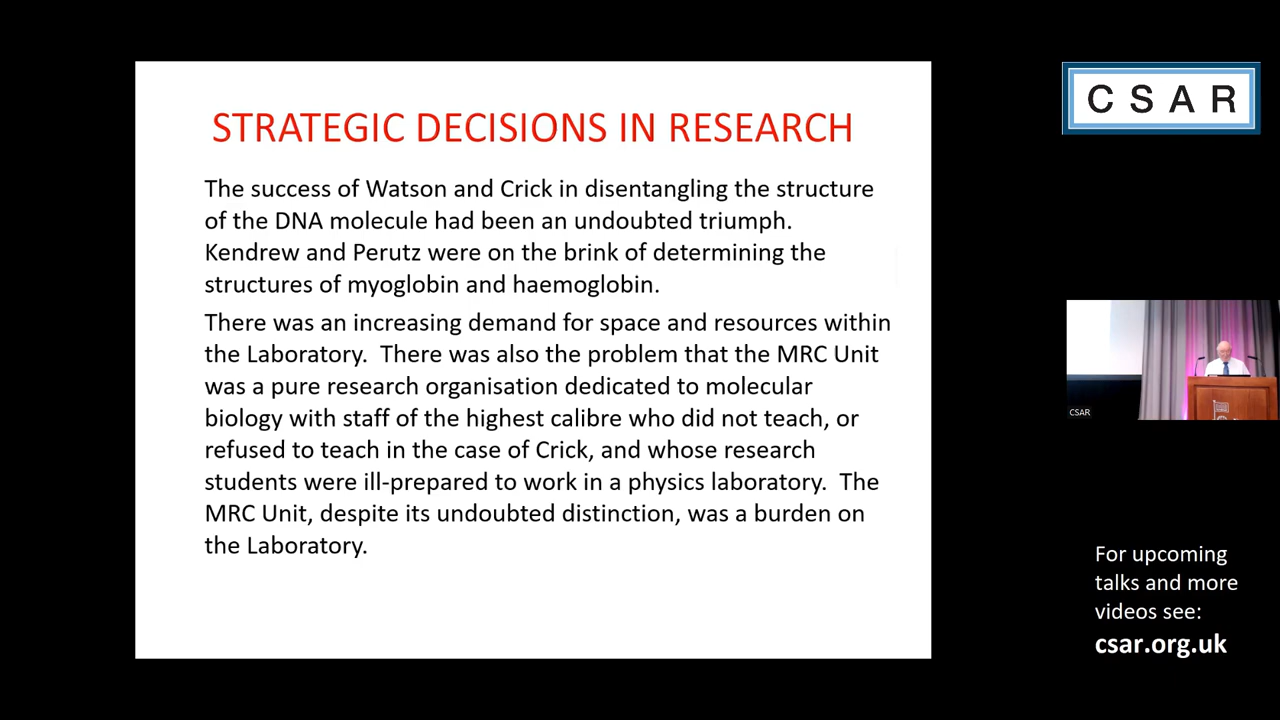 STRATEGIC DECISIONS IN RESEARCH
The success of Watson and Crick in disentangling the structure
of the DNA molecule had been an undoubted triumph.
Kendrew and Perutz were on the brink of determining the
structures of myoglobin and haemoglobin.
There was an increasing demand for space and resources within
the Laboratory.  There was also the problem that the MRC Unit
was a pure research organisation dedicated to molecular
biology with staff of the highest calibre who did not teach, or
refused to teach in the case of Crick, and whose research
students were ill-prepared to work in a physics laboratory.  The
MRC Unit, despite its undoubted distinction, was a burden on
the Laboratory.
CSAR
CSAR
For upcoming
talks and more
videos see:
csar.org.uk